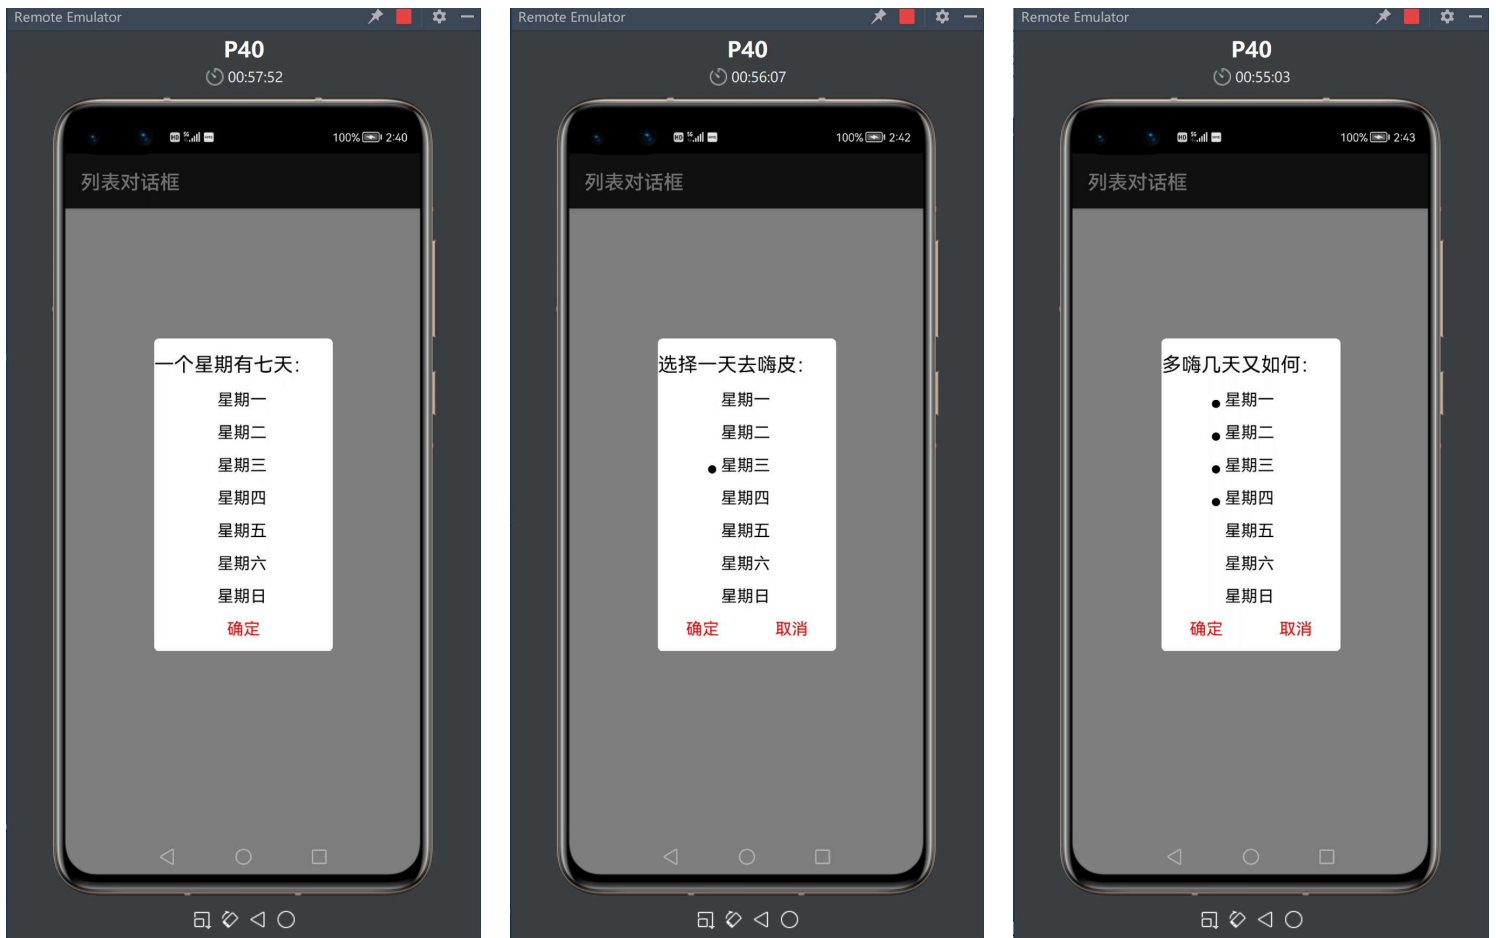 Remote Emulator
P40
00:57:52
100% 2:40
列表对话框
一个星期有七天：
星期一
星期二
星期三
星期四
星期五
星期六
星期日
确定
Remote Emulator
P40
00:56:07
100% 2:42
列表对话框
选择一天去嗨皮：
星期一
星期二
星期三
星期四
星期五
星期六
星期日
确定 取消
Remote Emulator
P40
00:55:03
100% 2:43
列表对话框
多嗨几天又如何：
星期一
星期二
星期三
星期四
星期五
星期六
星期日
确定 取消